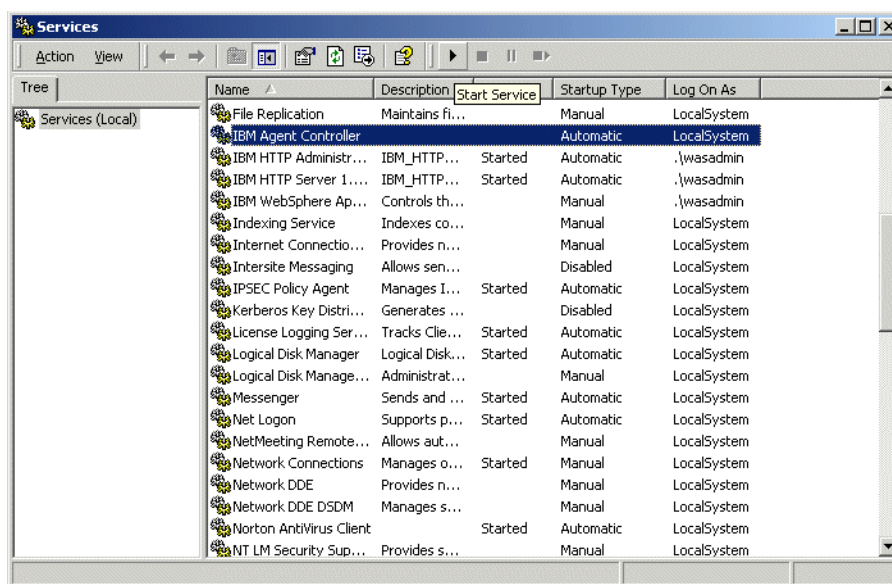 Services
Action View
Tree
Services (Local)
Name Description Startup Type Log On As
Start Service
File Replication Maintains fi... Manual LocalSystem
IBM Agent Controller Automatic LocalSystem
IBM HTTP Administr... IBM_HTTP... Started Automatic .\wasadmin
IBM HTTP Server 1.... IBM_HTTP... Started Automatic .\wasadmin
IBM WebSphere Ap... Controls th... Manual .\wasadmin
Indexing Service Indexes co... Manual LocalSystem
Internet Connectio... Provides n... Manual LocalSystem
Intersite Messaging Allows sen... Disabled LocalSystem
IPSEC Policy Agent Manages I... Started Automatic LocalSystem
Kerberos Key Distri... Generates ... Disabled LocalSystem
License Logging Ser... Tracks Clie... Started Automatic LocalSystem
Logical Disk Manager Logical Disk... Started Automatic LocalSystem
Logical Disk Manage... Administrat... Manual LocalSystem
Messenger Sends and ... Started Automatic LocalSystem
Net Logon Supports p... Started Automatic LocalSystem
NetMeeting Remote... Allows aut... Manual LocalSystem
Network Connections Manages o... Started Manual LocalSystem
Network DDE Provides n... Manual LocalSystem
Network DDE DSDM Manages s... Manual LocalSystem
Norton AntiVirus Client Started Automatic LocalSystem
NT LM Security Sup... Provides s... Manual LocalSystem